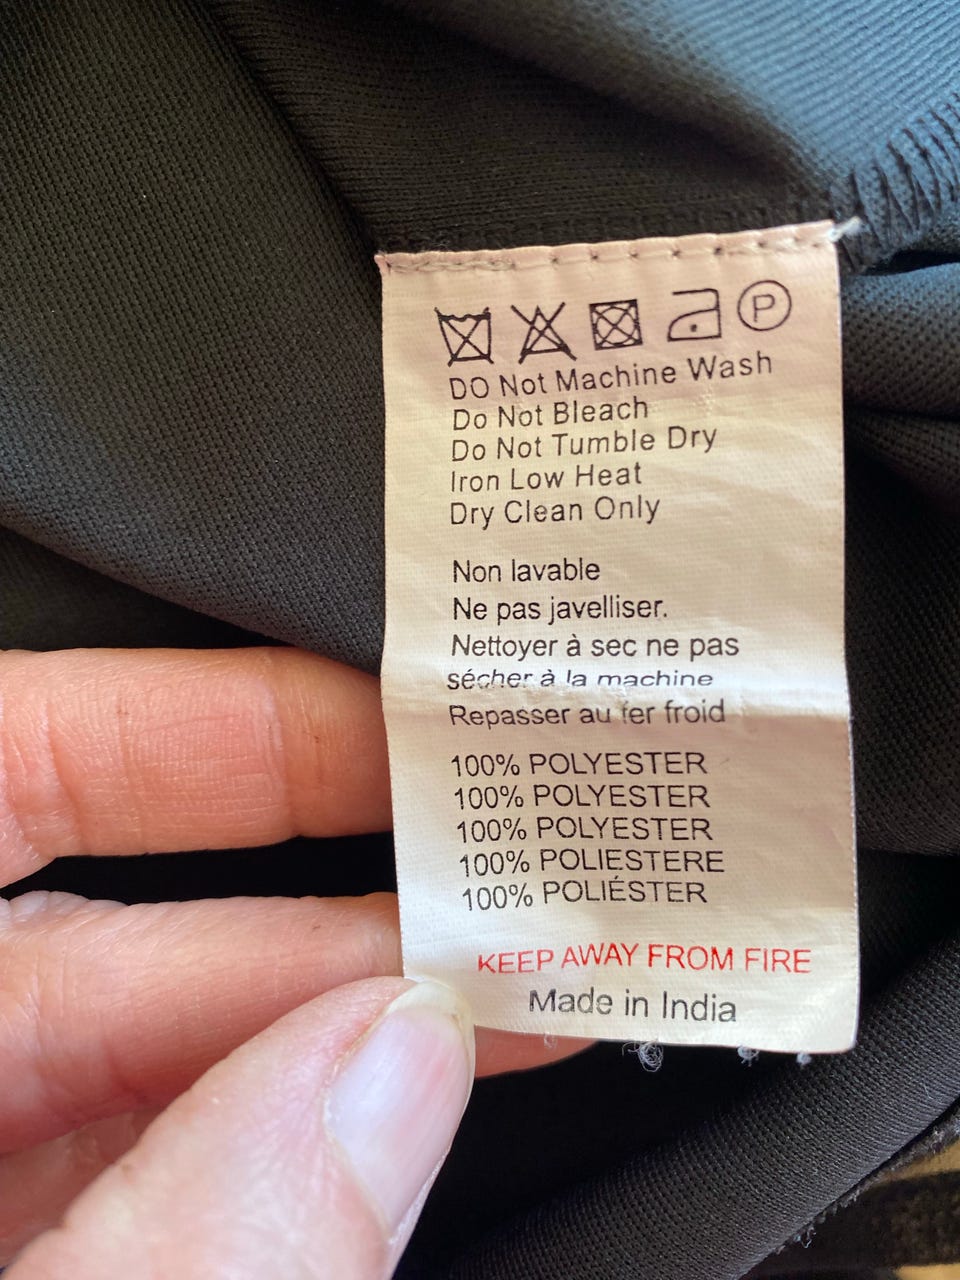 P
DO Not Machine Wash
Do Not Bleach
Do Not Tumble Dry
Iron Low Heat
Dry Clean Only
Non lavable
Ne pas javelliser.
Nettoyer à sec ne pas
sécher à la machine
Repasser au fer froid
100% POLYESTER
100% POLYESTER
100% POLYESTER
100% POLIESTERE
100% POLIÉSTER
KEEP AWAY FROM FIRE
Made in India